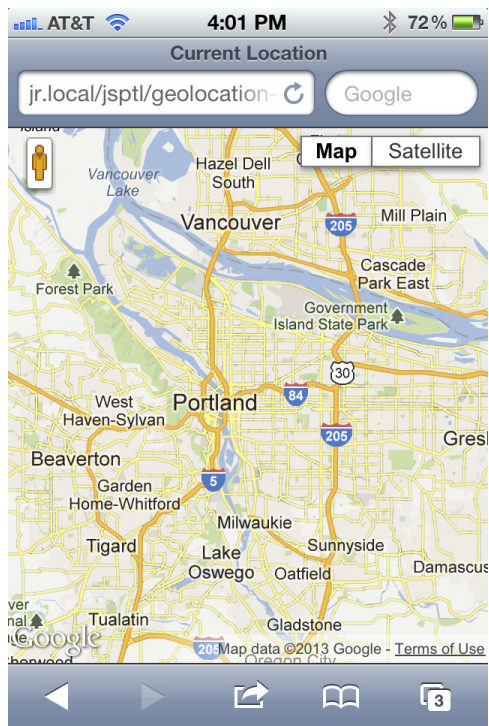 AT&T 4:01 PM 72%
Current Location
jr.local/jsptl/geolocation- Google
Island
Map Satellite
Hazel Dell
South
Vancouver
Lake
Vancouver
205
Mill Plain
Cascade
Park East
Forest Park
Government
Island State Park
30
West
Haven-Sylvan
Portland
84
205
Gres
Beaverton
5
Garden
Home-Whitford
Milwaukie
Tigard
Lake
Oswego
Sunnyside
Oatfield
Damascus
Tualatin
Gladstone
Google
205
Map data ©2013 Google - Terms of Use
Oregon City
3